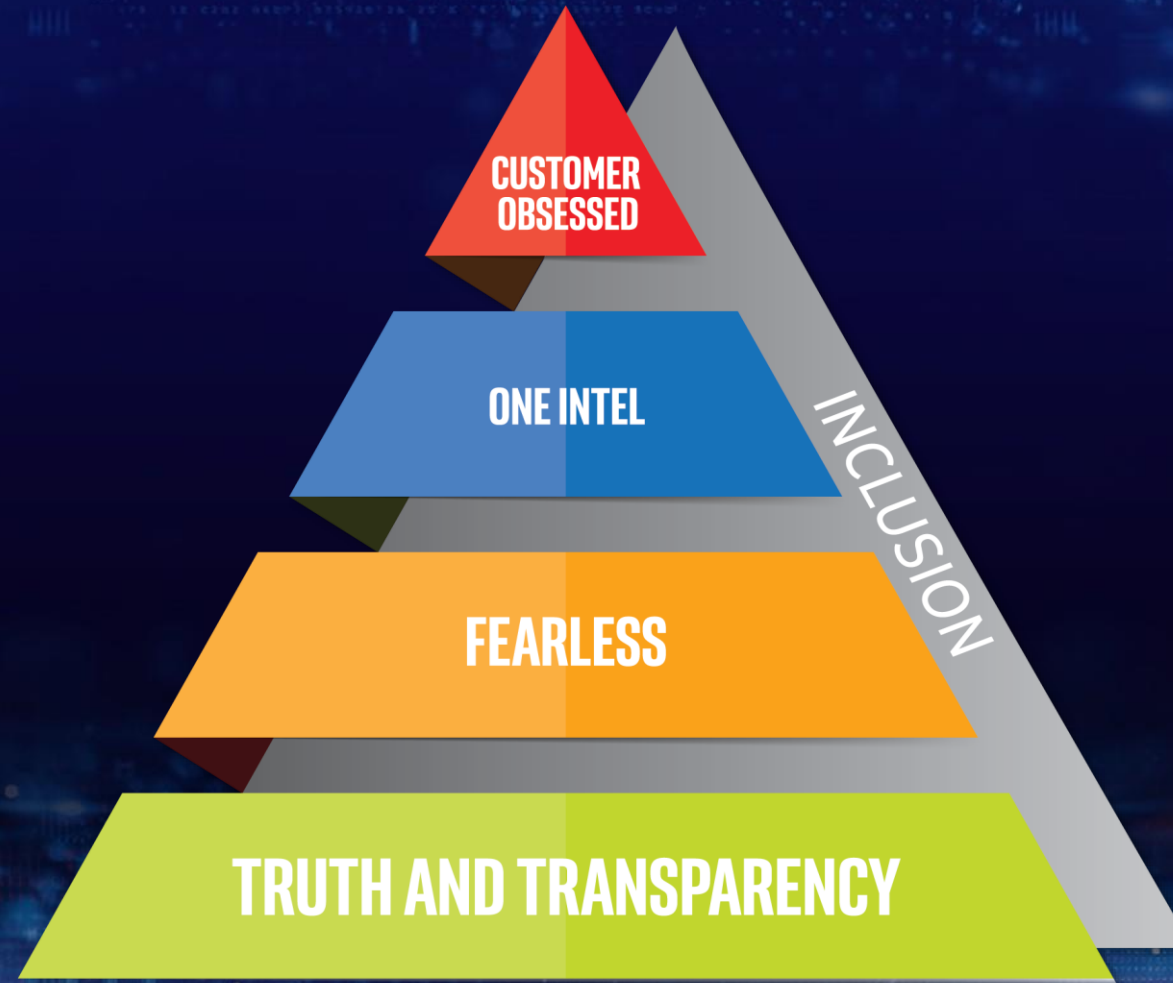 CUSTOMER
OBSESSED
ONE INTEL
INCLUSION
FEARLESS
TRUTH AND TRANSPARENCY